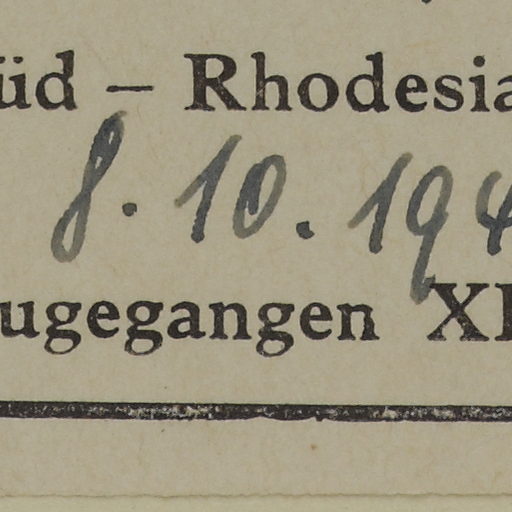 üd – Rhodesia
8. 10. 194
ugegangen XI